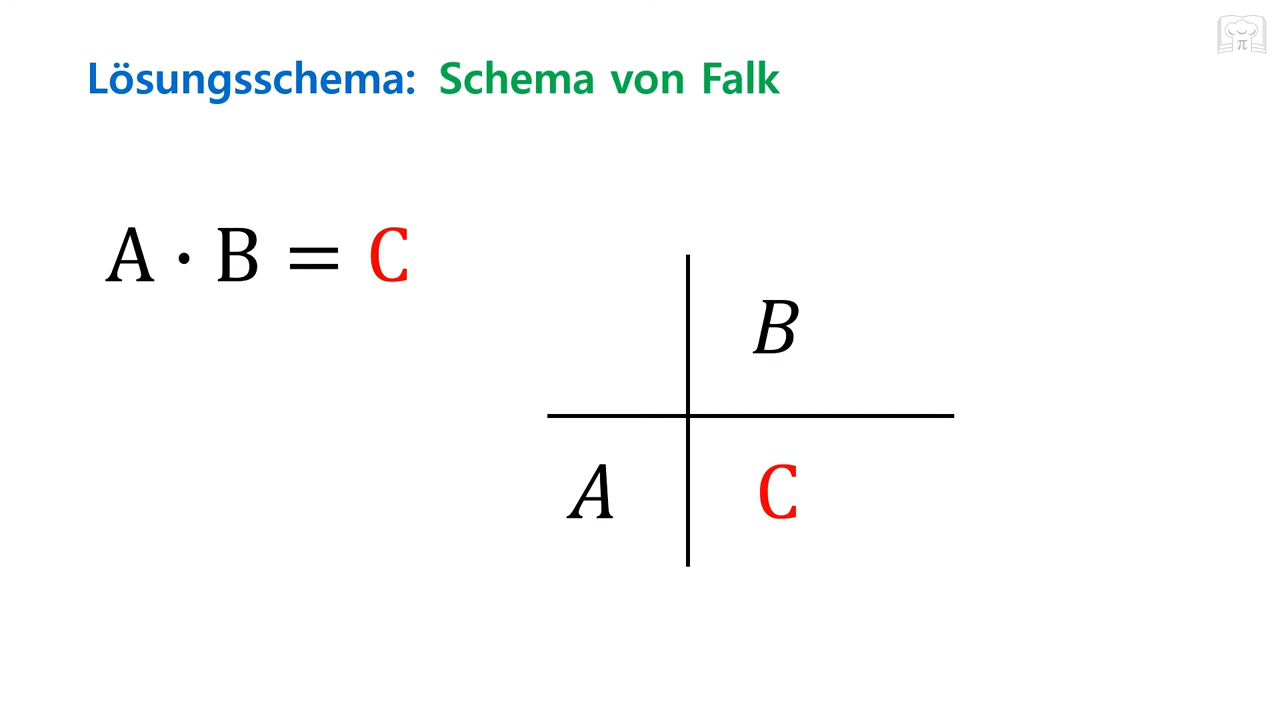 Lösungsschema: Schema von Falk
A · B = C
B
A C
π